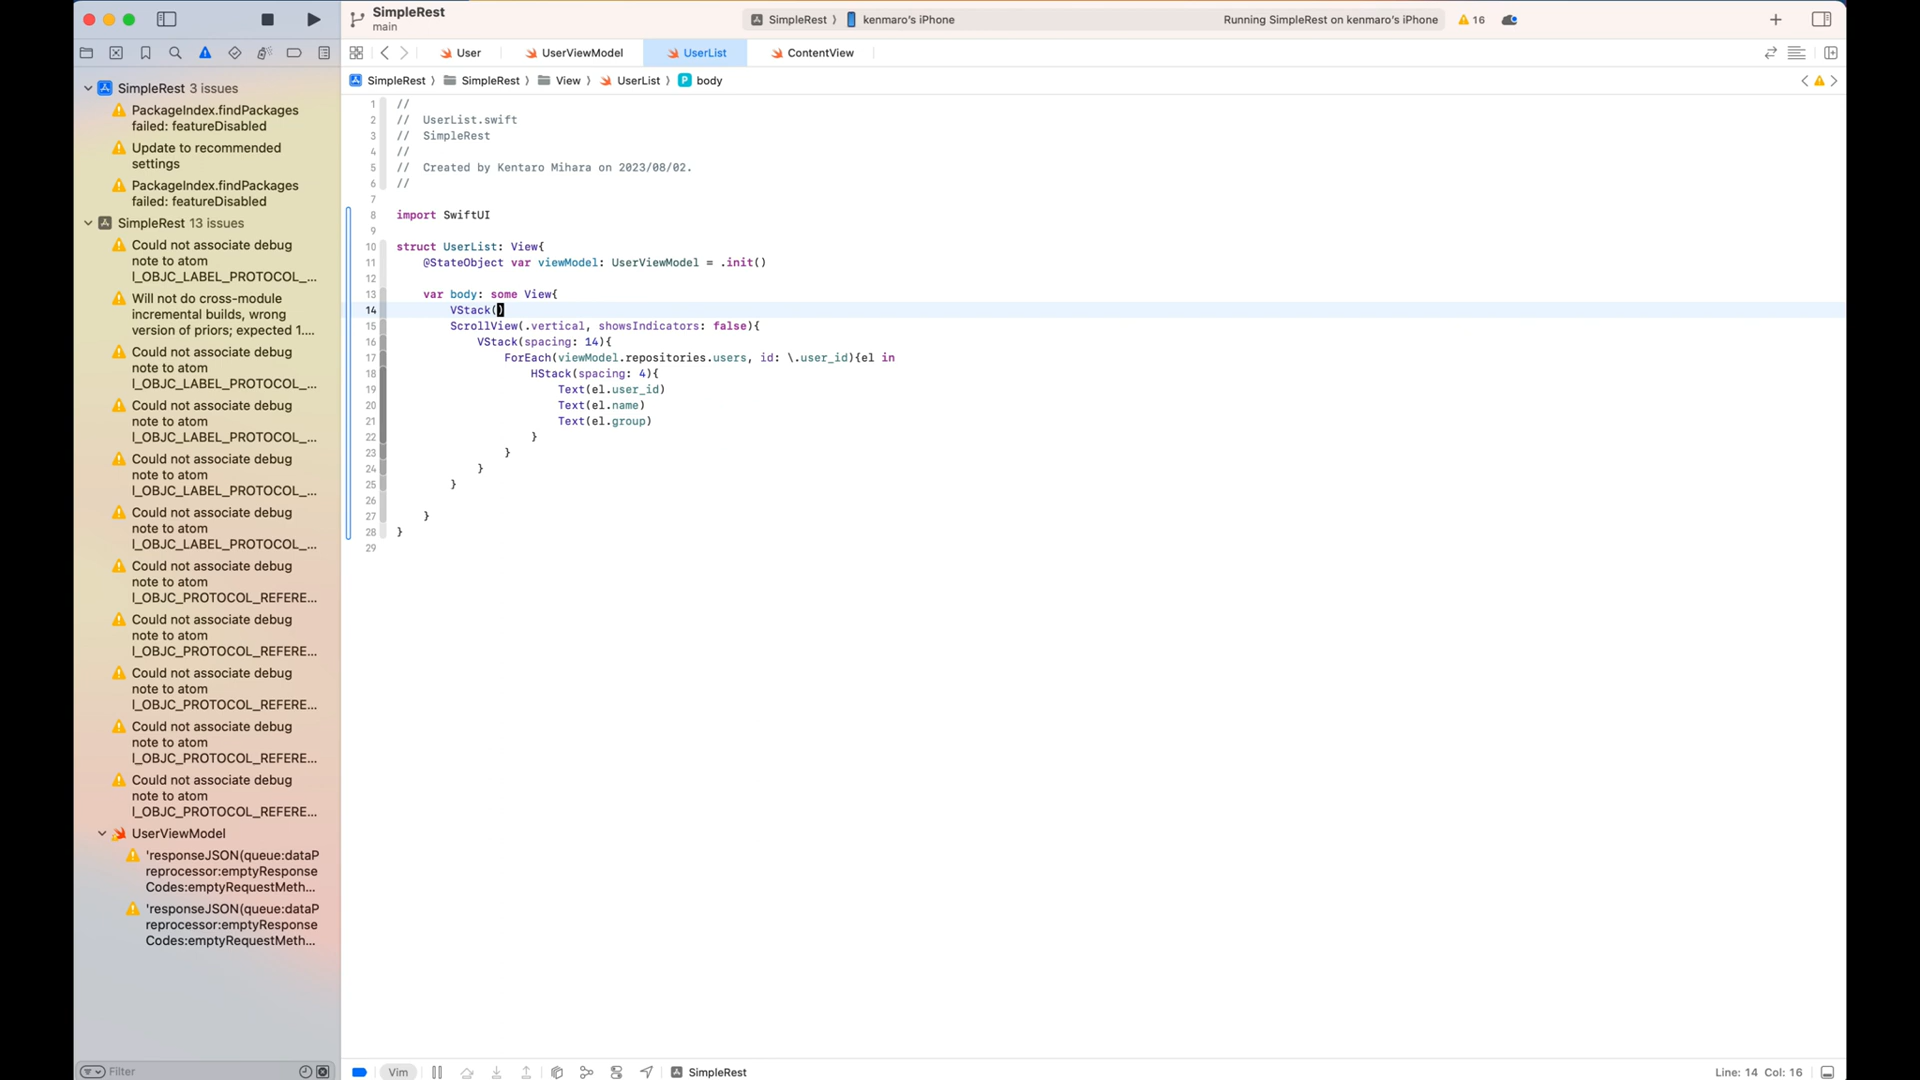 SimpleRest
main
SimpleRest
kenmaro's iPhone
Running SimpleRest on kenmaro's iPhone
16
User
UserViewModel
UserList
ContentView
SimpleRest
SimpleRest
View
UserList
P body
SimpleRest 3 issues
PackageIndex.findPackages
failed: featureDisabled
Update to recommended
settings
PackageIndex.findPackages
failed: featureDisabled
SimpleRest 13 issues
Could not associate debug
note to atom
l_OBJC_LABEL_PROTOCOL_...
Will not do cross-module
incremental builds, wrong
version of priors; expected 1....
Could not associate debug
note to atom
l_OBJC_LABEL_PROTOCOL_...
Could not associate debug
note to atom
l_OBJC_LABEL_PROTOCOL_...
Could not associate debug
note to atom
l_OBJC_LABEL_PROTOCOL_...
Could not associate debug
note to atom
l_OBJC_LABEL_PROTOCOL_...
Could not associate debug
note to atom
l_OBJC_PROTOCOL_REFERE...
Could not associate debug
note to atom
l_OBJC_PROTOCOL_REFERE...
Could not associate debug
note to atom
l_OBJC_PROTOCOL_REFERE...
Could not associate debug
note to atom
l_OBJC_PROTOCOL_REFERE...
Could not associate debug
note to atom
l_OBJC_PROTOCOL_REFERE...
UserViewModel
'responseJSON(queue:dataP
reprocessor:emptyResponse
Codes:emptyRequestMeth...
'responseJSON(queue:dataP
reprocessor:emptyResponse
Codes:emptyRequestMeth...
Filter
1 //
2 //  UserList.swift
3 //  SimpleRest
4 //
5 //  Created by Kentaro Mihara on 2023/08/02.
6 //
7
8 import SwiftUI
9
10 struct UserList: View{
11     @StateObject var viewModel: UserViewModel = .init()
12
13     var body: some View{
14         VStack()
15         ScrollView(.vertical, showsIndicators: false){
16             VStack(spacing: 14){
17                 ForEach(viewModel.repositories.users, id: \.user_id){el in
18                     HStack(spacing: 4){
19                         Text(el.user_id)
20                         Text(el.name)
21                         Text(el.group)
22                     }
23                 }
24             }
25         }
26
27     }
28 }
29
Vim
SimpleRest
Line: 14 Col: 16